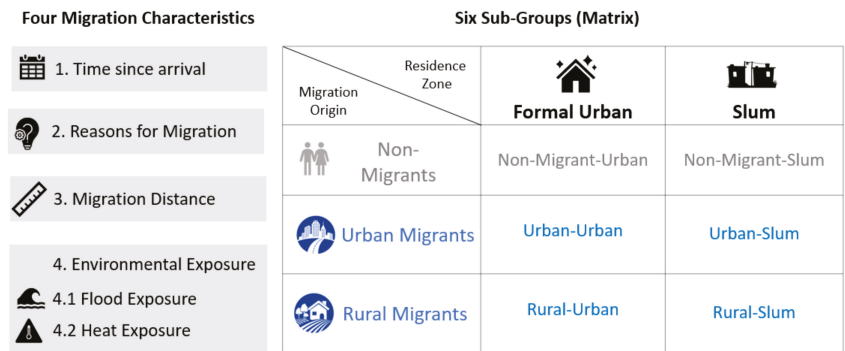 Four Migration Characteristics
1. Time since arrival
2. Reasons for Migration
3. Migration Distance
4. Environmental Exposure
4.1 Flood Exposure
4.2 Heat Exposure
Six Sub-Groups (Matrix)
Residence
Zone
Migration
Origin
Formal Urban
Slum
Non-
Migrants
Non-Migrant-Urban
Non-Migrant-Slum
Urban Migrants
Urban-Urban
Urban-Slum
Rural Migrants
Rural-Urban
Rural-Slum